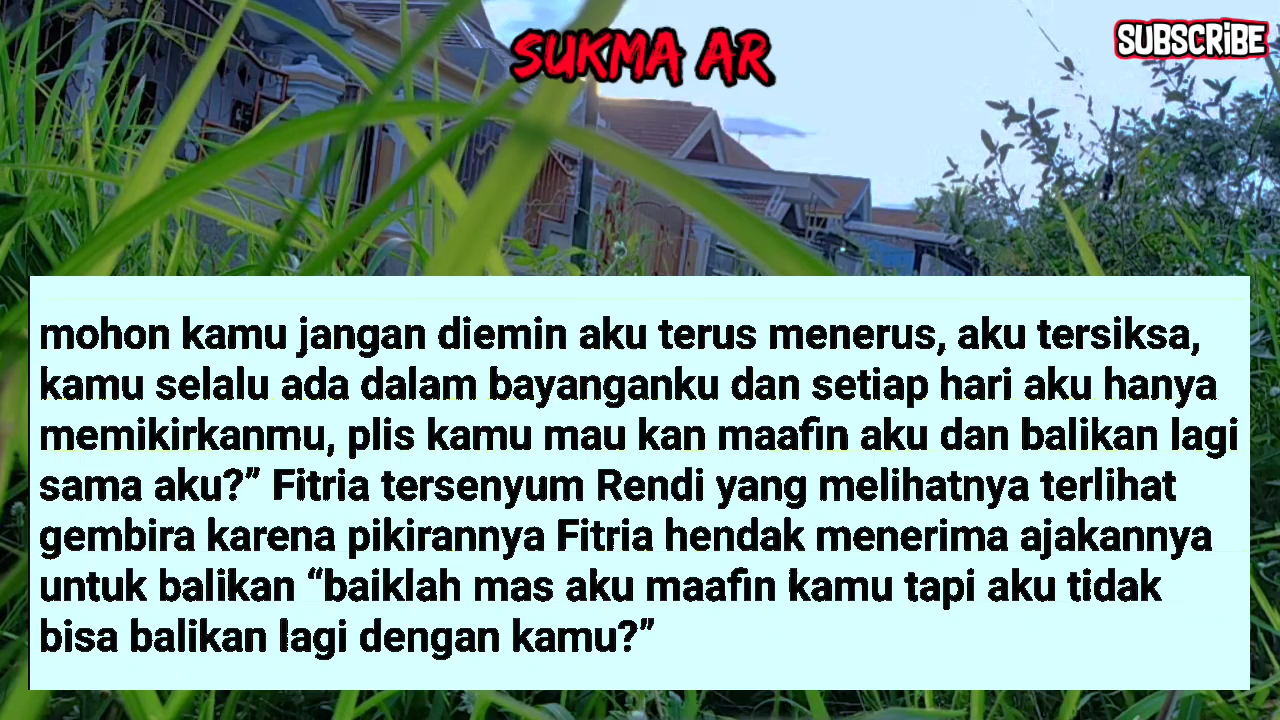 SUKMA AR
SUBSCRIBE
mohon kamu jangan diemin aku terus menerus, aku tersiksa,
kamu selalu ada dalam bayanganku dan setiap hari aku hanya
memikirkanmu, plis kamu mau kan maafin aku dan balikan lagi
sama aku?” Fitria tersenyum Rendi yang melihatnya terlihat
gembira karena pikirannya Fitria hendak menerima ajakannya
untuk balikan “baiklah mas aku maafin kamu tapi aku tidak
bisa balikan lagi dengan kamu?”